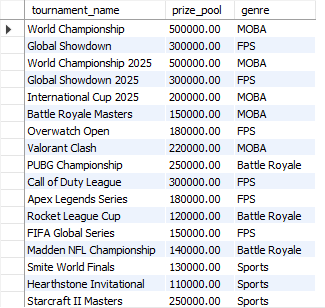 tournament_name prize_pool genre
World Championship 500000.00 MOBA
Global Showdown 300000.00 FPS
World Championship 2025 500000.00 MOBA
Global Showdown 2025 300000.00 FPS
International Cup 2025 200000.00 MOBA
Battle Royale Masters 150000.00 MOBA
Overwatch Open 180000.00 FPS
Valorant Clash 220000.00 MOBA
PUBG Championship 250000.00 Battle Royale
Call of Duty League 300000.00 FPS
Apex Legends Series 180000.00 FPS
Rocket League Cup 120000.00 Battle Royale
FIFA Global Series 150000.00 FPS
Madden NFL Championship 140000.00 Battle Royale
Smite World Finals 130000.00 Sports
Hearthstone Invitational 110000.00 Sports
Starcraft II Masters 250000.00 Sports